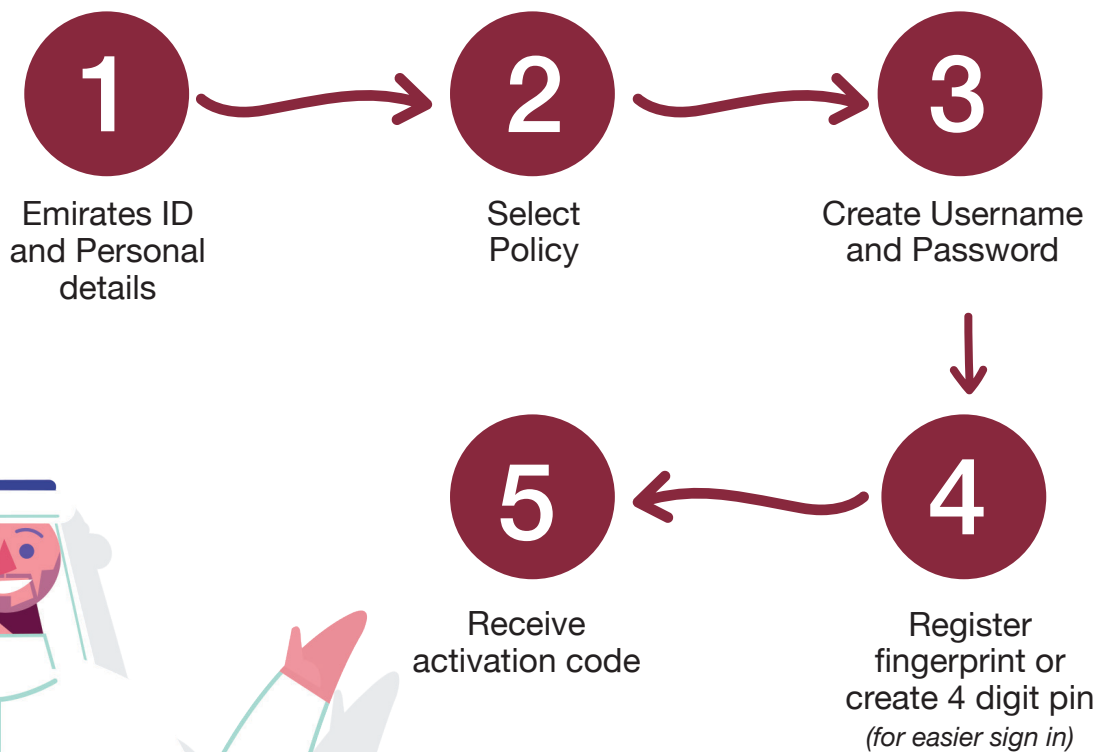 1
Emirates ID
and Personal
details
2
Select
Policy
3
Create Username
and Password
4
Register
fingerprint or
create 4 digit pin
(for easier sign in)
5
Receive
activation code